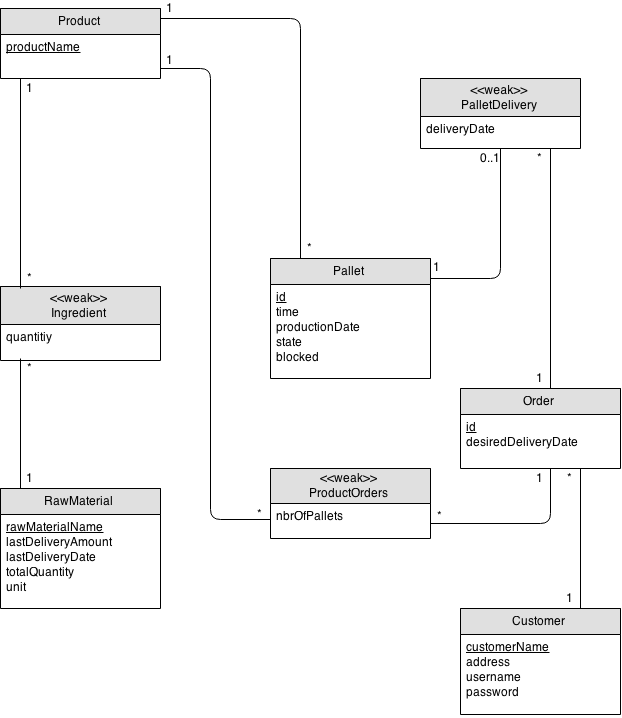 Product
productName
1
1
1
<<weak>>
PalletDelivery
deliveryDate
0..1
*
*
Pallet
id
time
productionDate
state
blocked
1
*
<<weak>>
Ingredient
quantitiy
*
1
Order
id
desiredDeliveryDate
1
*
1
RawMaterial
rawMaterialName
lastDeliveryAmount
lastDeliveryDate
totalQuantity
unit
<<weak>>
ProductOrders
nbrOfPallets
*
*
1
Customer
customerName
address
username
password